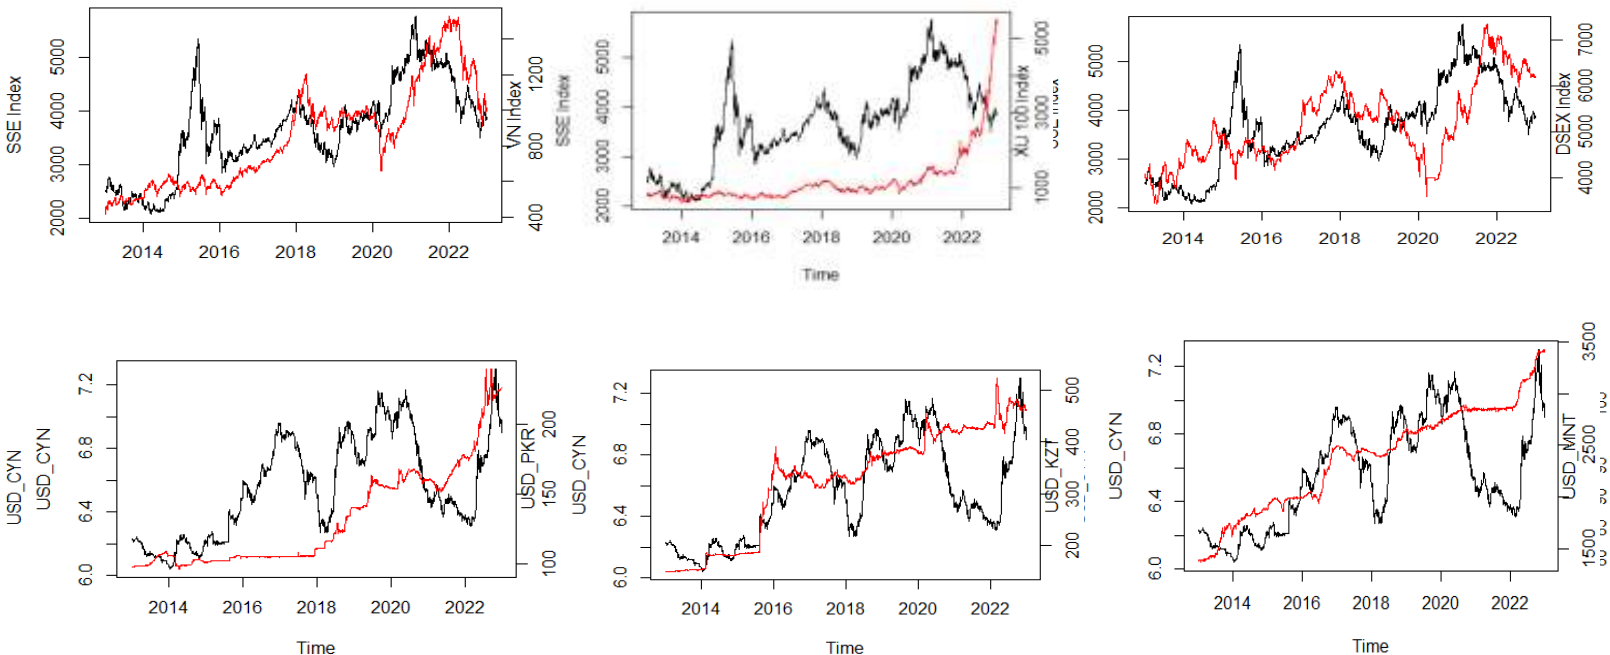 SSE Index
2000 3000 4000 5000
2014 2016 2018 2020 2022
400 800 1200
VN Index
SSE Index
2000 3000 4000 5000
2014 2016 2018 2020 2022
1000 3000 5000
XU 100 Index
Time
2000 3000 4000 5000
2014 2016 2018 2020 2022
4000 5000 6000 7000
DSEX Index
USD_CYN
USD_CYN
6.0 6.4 6.8 7.2
2014 2016 2018 2020 2022
100 150 200
USD_PKR
Time
USD_CYN
6.0 6.4 6.8 7.2
2014 2016 2018 2020 2022
200 300 400 500
USD_KZT
Time
USD_CYN
6.0 6.4 6.8 7.2
2014 2016 2018 2020 2022
1500 2500 3500
USD_MNT
Time